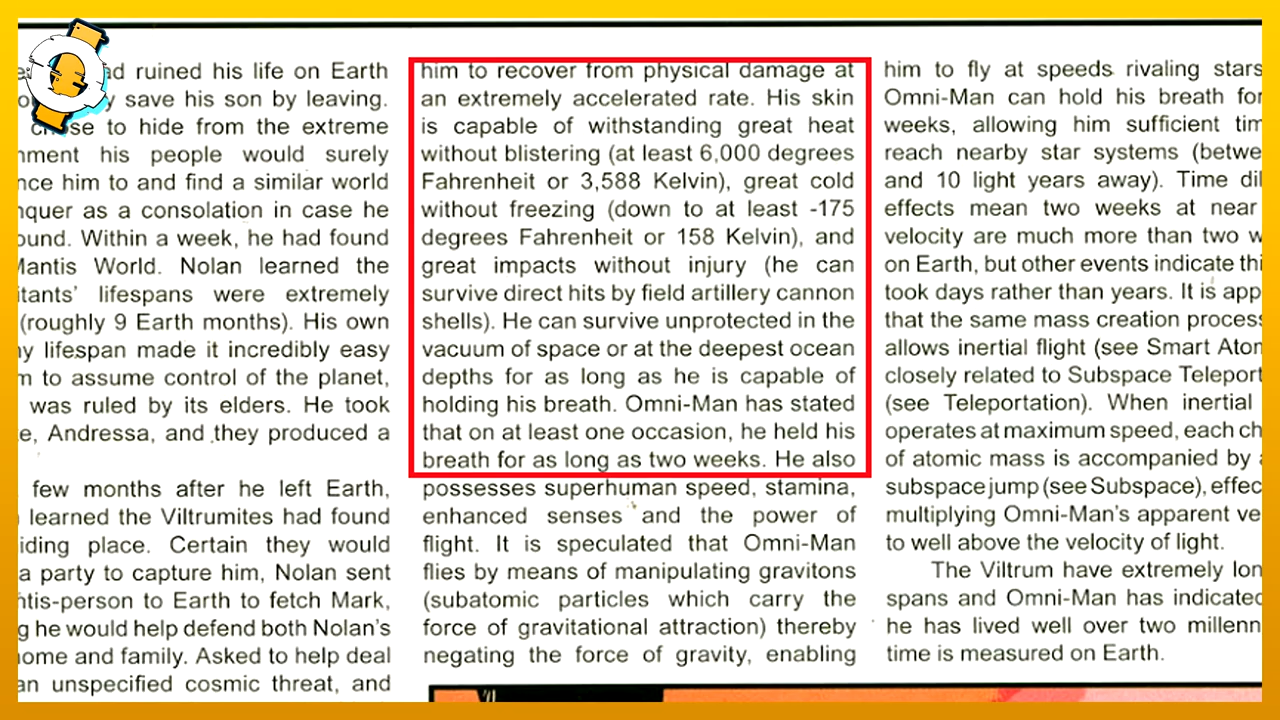 ad ruined his life on Earth
save his son by leaving.
to hide from the extreme
his people would surely
him to and find a similar world
as a consolation in case he
Within a week, he had found
Mantis World. Nolan learned the
lifespans were extremely
(roughly 9 Earth months). His own
lifespan made it incredibly easy
to assume control of the planet,
was ruled by its elders. He took
Andressa, and they produced a
few months after he left Earth,
learned the Viltrumites had found
place. Certain they would
a party to capture him, Nolan sent
to Earth to fetch Mark,
he would help defend both Nolan's
and family. Asked to help deal
an unspecified cosmic threat, and
him to recover from physical damage at
an extremely accelerated rate. His skin
is capable of withstanding great heat
without blistering (at least 6,000 degrees
Fahrenheit or 3,588 Kelvin), great cold
without freezing (down to at least -175
degrees Fahrenheit or 158 Kelvin), and
great impacts without injury (he can
survive direct hits by field artillery cannon
shells). He can survive unprotected in the
vacuum of space or at the deepest ocean
depths for as long as he is capable of
holding his breath. Omni-Man has stated
that on at least one occasion, he held his
breath for as long as two weeks. He also
possesses superhuman speed, stamina,
enhanced senses and the power of
flight. It is speculated that Omni-Man
flies by means of manipulating gravitons
(subatomic particles which carry the
force of gravitational attraction) thereby
negating the force of gravity, enabling
him to fly at speeds rivaling stars
Omni-Man can hold his breath for
weeks, allowing him sufficient tim
reach nearby star systems (betwe
and 10 light years away). Time dil
effects mean two weeks at near
velocity are much more than two w
on Earth, but other events indicate thi
took days rather than years. It is app
that the same mass creation proces
allows inertial flight (see Smart Ator
closely related to Subspace Teleport
(see Teleportation). When inertial
operates at maximum speed, each ch
of atomic mass is accompanied by a
subspace jump (see Subspace), effec
multiplying Omni-Man's apparent ve
to well above the velocity of light.
The Viltrum have extremely lon
spans and Omni-Man has indicated
he has lived well over two millenn
time is measured on Earth.